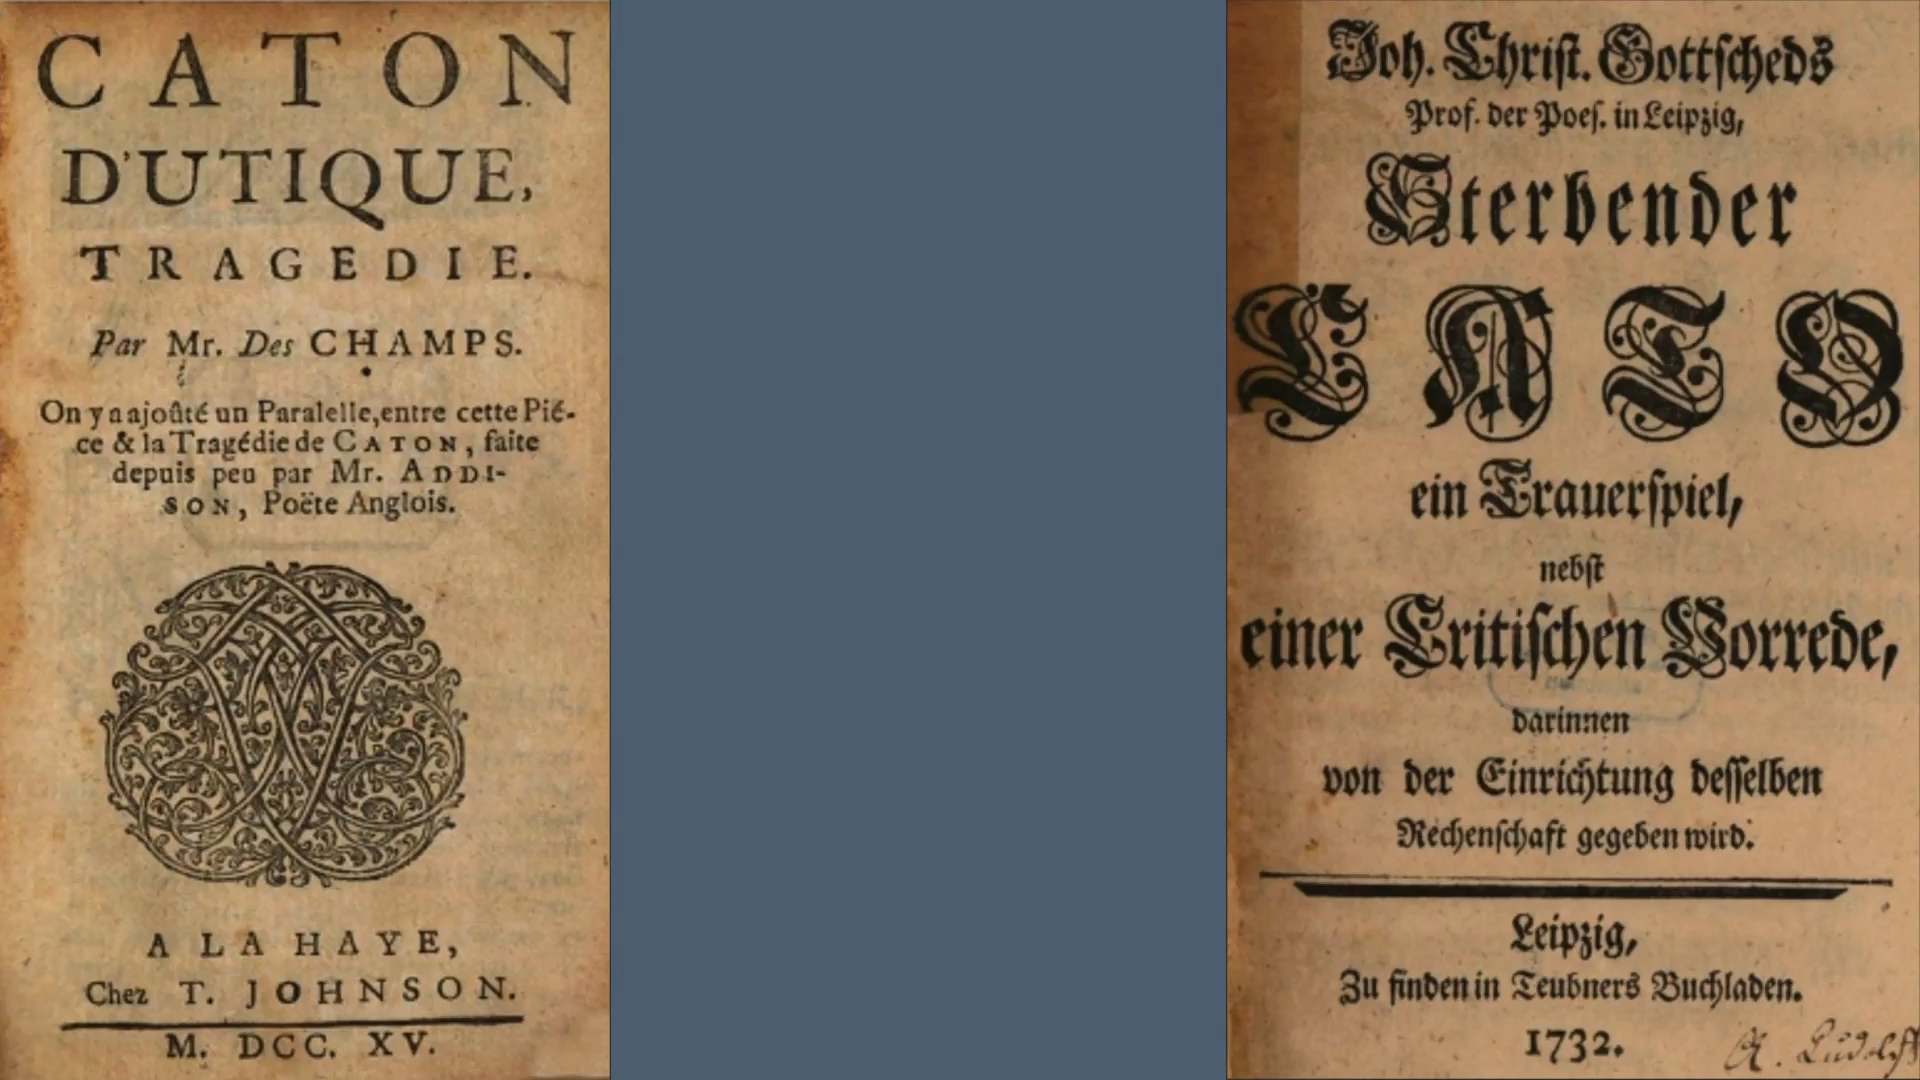 CATON
D'UTIQUE,
TRAGEDIE.
Par Mr. Des CHAMPS.
On y a ajoûté un Paralelle, entre cette Pié-
ce & la Tragédie de CATON, faite
depuis peu par Mr. ADDI-
SON, Poëte Anglois.
A LA HAYE,
Chez T. JOHNSON.
M. DCC. XV.
Joh. Christ. Gottscheds
Prof. der Poes. in Leipzig,
Sterbender
CATO
ein Trauerspiel,
nebst
einer Critischen Vorrede,
darinnen
von der Einrichtung desselben
Rechenschaft gegeben wird.
Leipzig,
Zu finden in Teubners Buchladen.
1732.